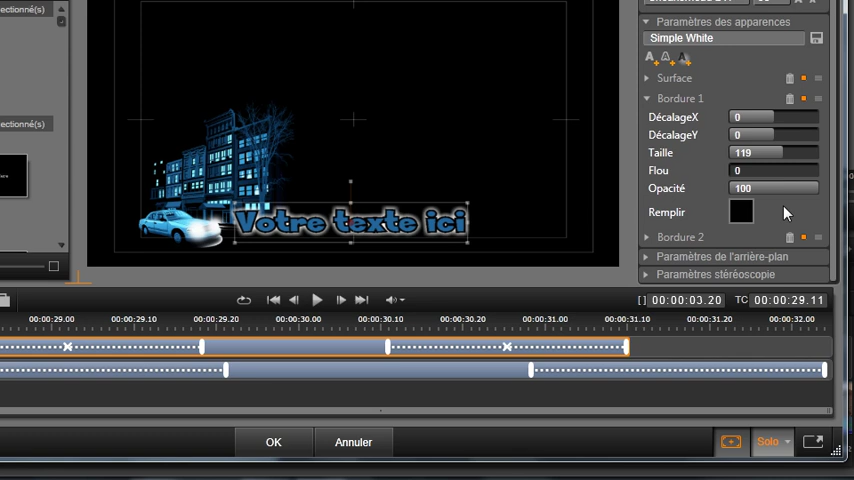 ectionné(s)
ectionné(s)
Paramètres des apparences
Simple White
Surface
Bordure 1
DécalageX 0
DécalageY 0
Taille 119
Flou 0
Opacité 100
Remplir
Bordure 2
Paramètres de l'arrière-plan
Paramètres stéréoscopie
Votre texte ici
[] 00:00:03.20 TC 00:00:29.11
00:00:29.00 00:00:29.10 00:00:29.20 00:00:30.00 00:00:30.10 00:00:30.20 00:00:31.00 00:00:31.10 00:00:31.20 00:00:32.00
OK Annuler Solo